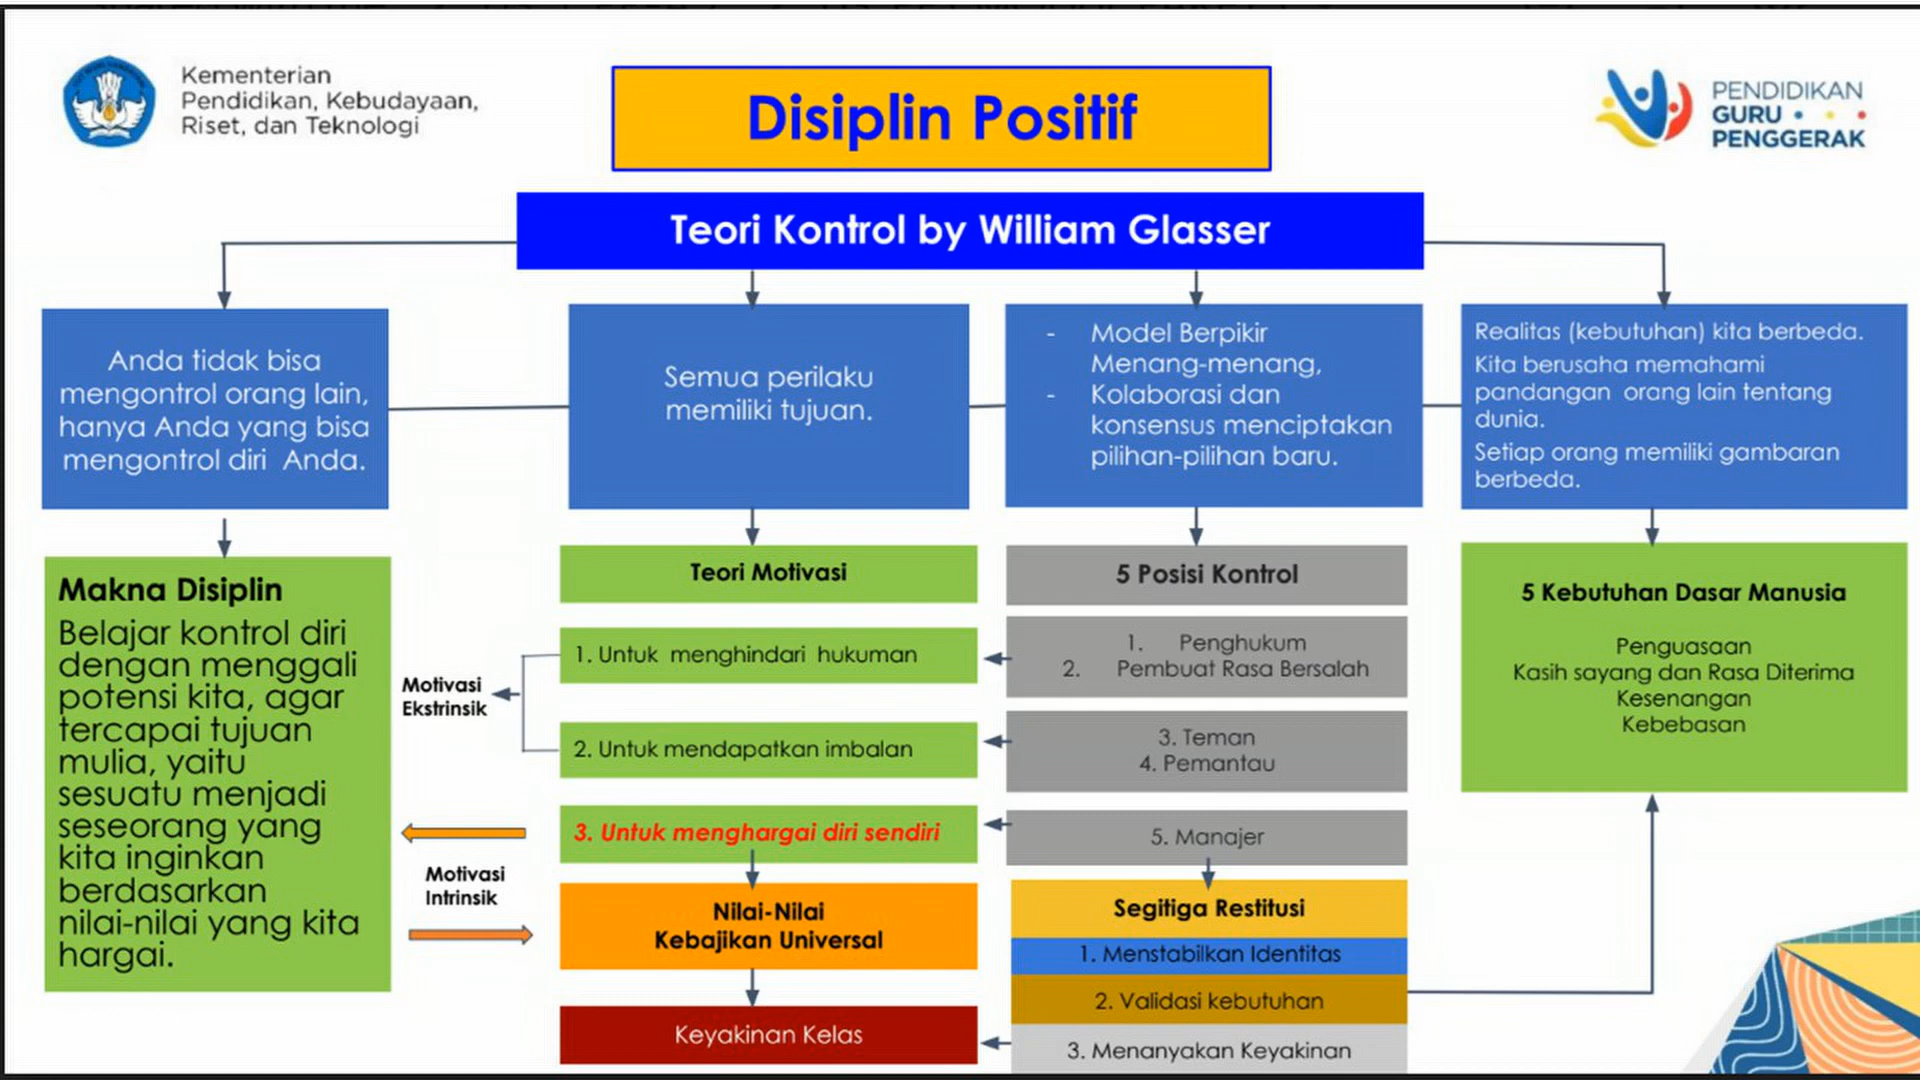 Kementerian
Pendidikan, Kebudayaan,
Riset, dan Teknologi
Disiplin Positif
PENDIDIKAN
GURU
PENGGERAK
Teori Kontrol by William Glasser
Anda tidak bisa
mengontrol orang lain,
hanya Anda yang bisa
mengontrol diri Anda.
Semua perilaku
memiliki tujuan.
- Model Berpikir
Menang-menang,
- Kolaborasi dan
konsensus menciptakan
pilihan-pilihan baru.
Realitas (kebutuhan) kita berbeda.
Kita berusaha memahami
pandangan orang lain tentang
dunia.
Setiap orang memiliki gambaran
berbeda.
Makna Disiplin
Belajar kontrol diri
dengan menggali
potensi kita, agar
tercapai tujuan
mulia, yaitu
sesuatu menjadi
seseorang yang
kita inginkan
berdasarkan
nilai-nilai yang kita
hargai.
Motivasi
Ekstrinsik
Motivasi
Intrinsik
Teori Motivasi
1. Untuk menghindari hukuman
2. Untuk mendapatkan imbalan
3. Untuk menghargai diri sendiri
Nilai-Nilai
Kebajikan Universal
Keyakinan Kelas
5 Posisi Kontrol
1. Penghukum
2. Pembuat Rasa Bersalah
3. Teman
4. Pemantau
5. Manajer
Segitiga Restitusi
1. Menstabilkan Identitas
2. Validasi kebutuhan
3. Menanyakan Keyakinan
5 Kebutuhan Dasar Manusia
Penguasaan
Kasih sayang dan Rasa Diterima
Kesenangan
Kebebasan